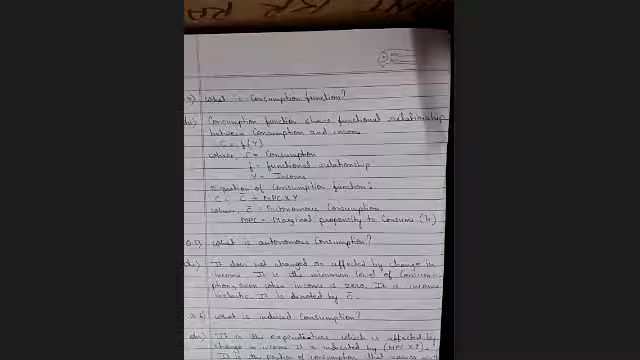 What is Consumption function?
Ans) Consumption function shows functional relationship
between consumption and income
C = f(Y)
where, C = Consumption
f = functional relationship
Y = Income
Equation of Consumption function:
C = C̄ + MPC X Y
where, C̄ = Autonomous Consumption
MPC = Marginal propensity to Consume (b)
Q.5) What is autonomous Consumption?
Ans) It does not changed or affected by change in
income. It is the minimum level of Consum-
ption, even when income is zero. It is income
inelastic. It is denoted by C̄.
Q.6) What is induced Consumption?
Ans) It is the expenditure which is affected by
change in income. It is indicated by (MPC X Y).
It is the portion of consumption that varies with